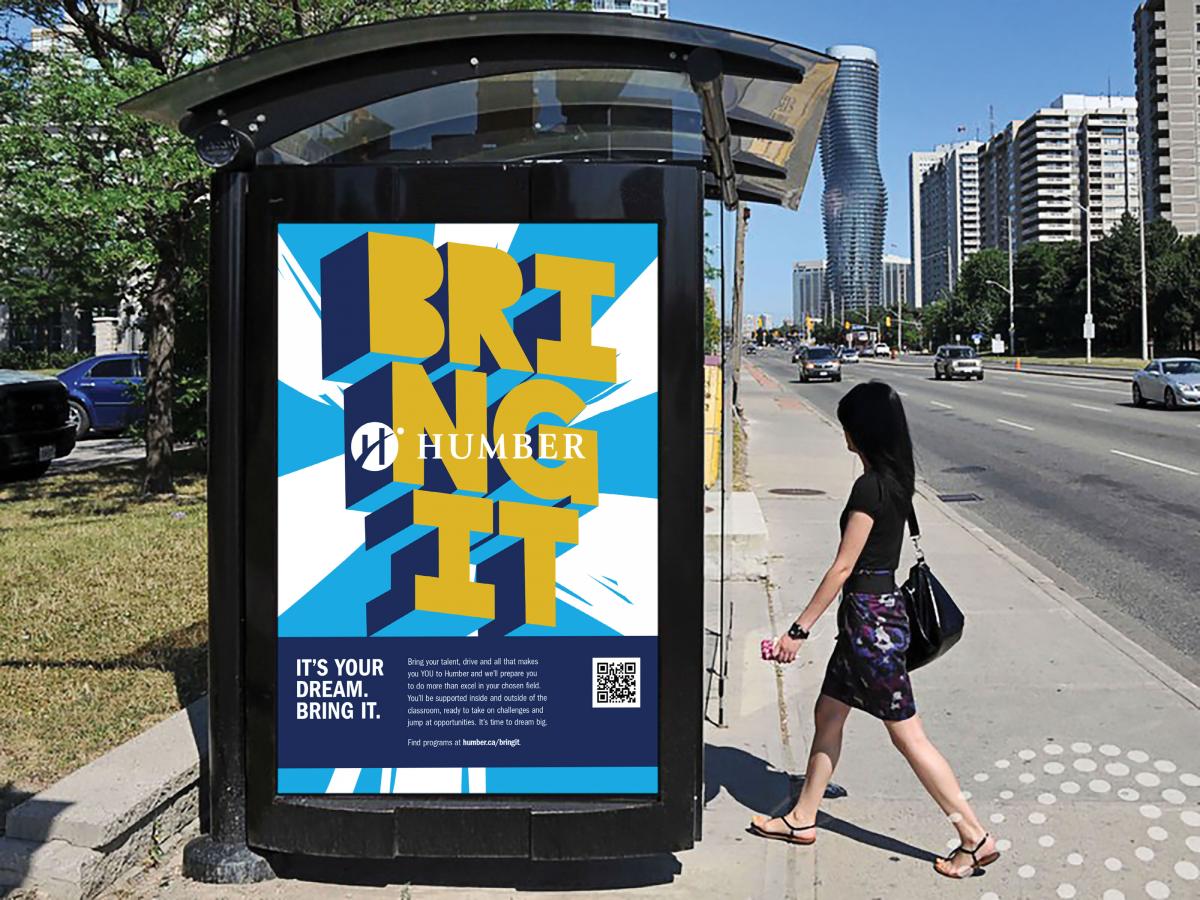 BRI
NG
IT
H HUMBER
IT'S YOUR
DREAM.
BRING IT.
Bring your talent, drive and all that makes
you YOU to Humber and we'll prepare you
to do more than excel in your chosen field.
You'll be supported inside and outside of the
classroom, ready to take on challenges and
jump at opportunities. It's time to dream big.
Find programs at humber.ca/bringit.